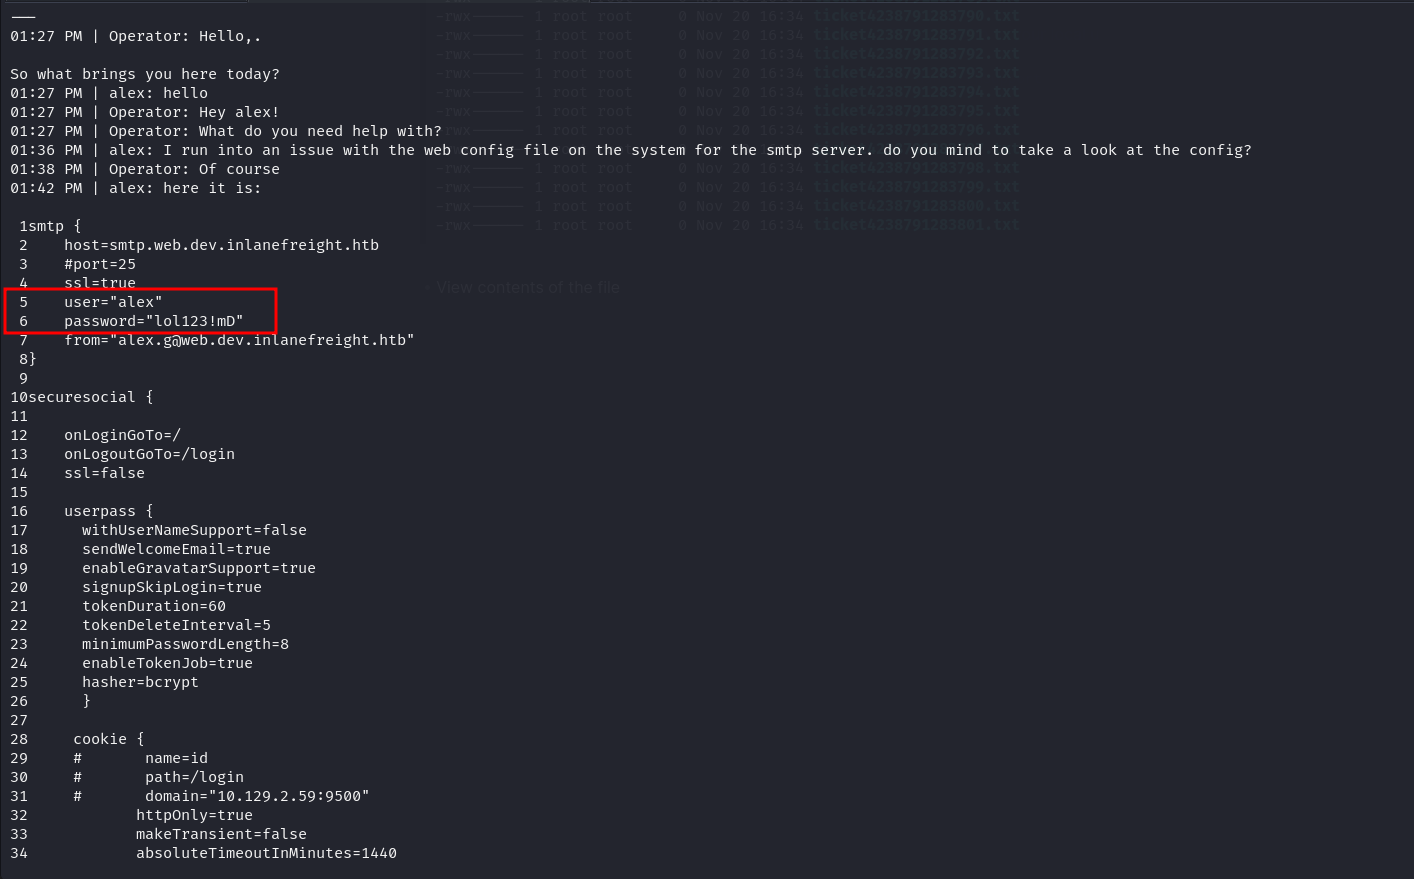 -rwx—————— 1 root root 0 Nov 20 16:34 ticket4238791283790.txt
-rwx—————— 1 root root 0 Nov 20 16:34 ticket4238791283791.txt
-rwx—————— 1 root root 0 Nov 20 16:34 ticket4238791283792.txt
-rwx—————— 1 root root 0 Nov 20 16:34 ticket4238791283793.txt
-rwx—————— 1 root root 0 Nov 20 16:34 ticket4238791283794.txt
-rwx—————— 1 root root 0 Nov 20 16:34 ticket4238791283795.txt
-rwx—————— 1 root root 0 Nov 20 16:34 ticket4238791283796.txt
-rwx—————— 1 root root 0 Nov 20 16:34 ticket4238791283798.txt
-rwx—————— 1 root root 0 Nov 20 16:34 ticket4238791283799.txt
-rwx—————— 1 root root 0 Nov 20 16:34 ticket4238791283800.txt
-rwx—————— 1 root root 0 Nov 20 16:34 ticket4238791283801.txt
View contents of the file
———
01:27 PM | Operator: Hello,.
So what brings you here today?
01:27 PM | alex: hello
01:27 PM | Operator: Hey alex!
01:27 PM | Operator: What do you need help with?
01:36 PM | alex: I run into an issue with the web config file on the system for the smtp server. do you mind to take a look at the config?
01:38 PM | Operator: Of course
01:42 PM | alex: here it is:
1smtp {
2    host=smtp.web.dev.inlanefreight.htb
3    #port=25
4    ssl=true
5    user="alex"
6    password="lol123!mD"
7    from="alex.g@web.dev.inlanefreight.htb"
8}
9
10securesocial {
11
12    onLoginGoTo=/
13    onLogoutGoTo=/login
14    ssl=false
15
16    userpass {
17      withUserNameSupport=false
18      sendWelcomeEmail=true
19      enableGravatarSupport=true
20      signupSkipLogin=true
21      tokenDuration=60
22      tokenDeleteInterval=5
23      minimumPasswordLength=8
24      enableTokenJob=true
25      hasher=bcrypt
26      }
27
28     cookie {
29     #       name=id
30     #       path=/login
31     #       domain="10.129.2.59:9500"
32            httpOnly=true
33            makeTransient=false
34            absoluteTimeoutInMinutes=1440